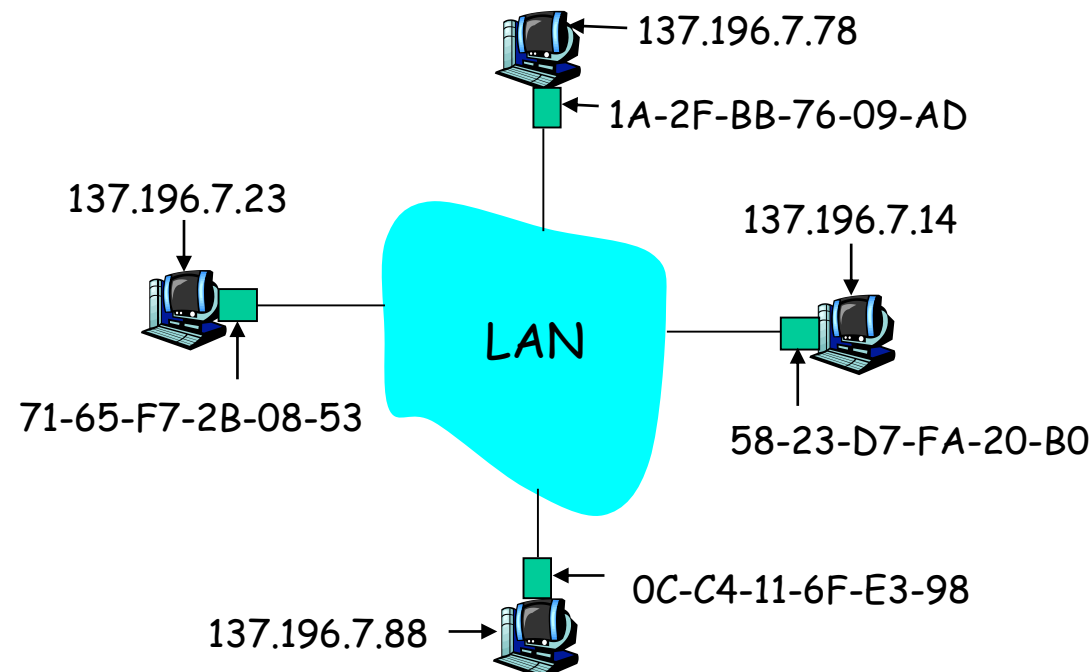 137.196.7.78
1A-2F-BB-76-09-AD
137.196.7.23
137.196.7.14
LAN
71-65-F7-2B-08-53
58-23-D7-FA-20-B0
0C-C4-11-6F-E3-98
137.196.7.88